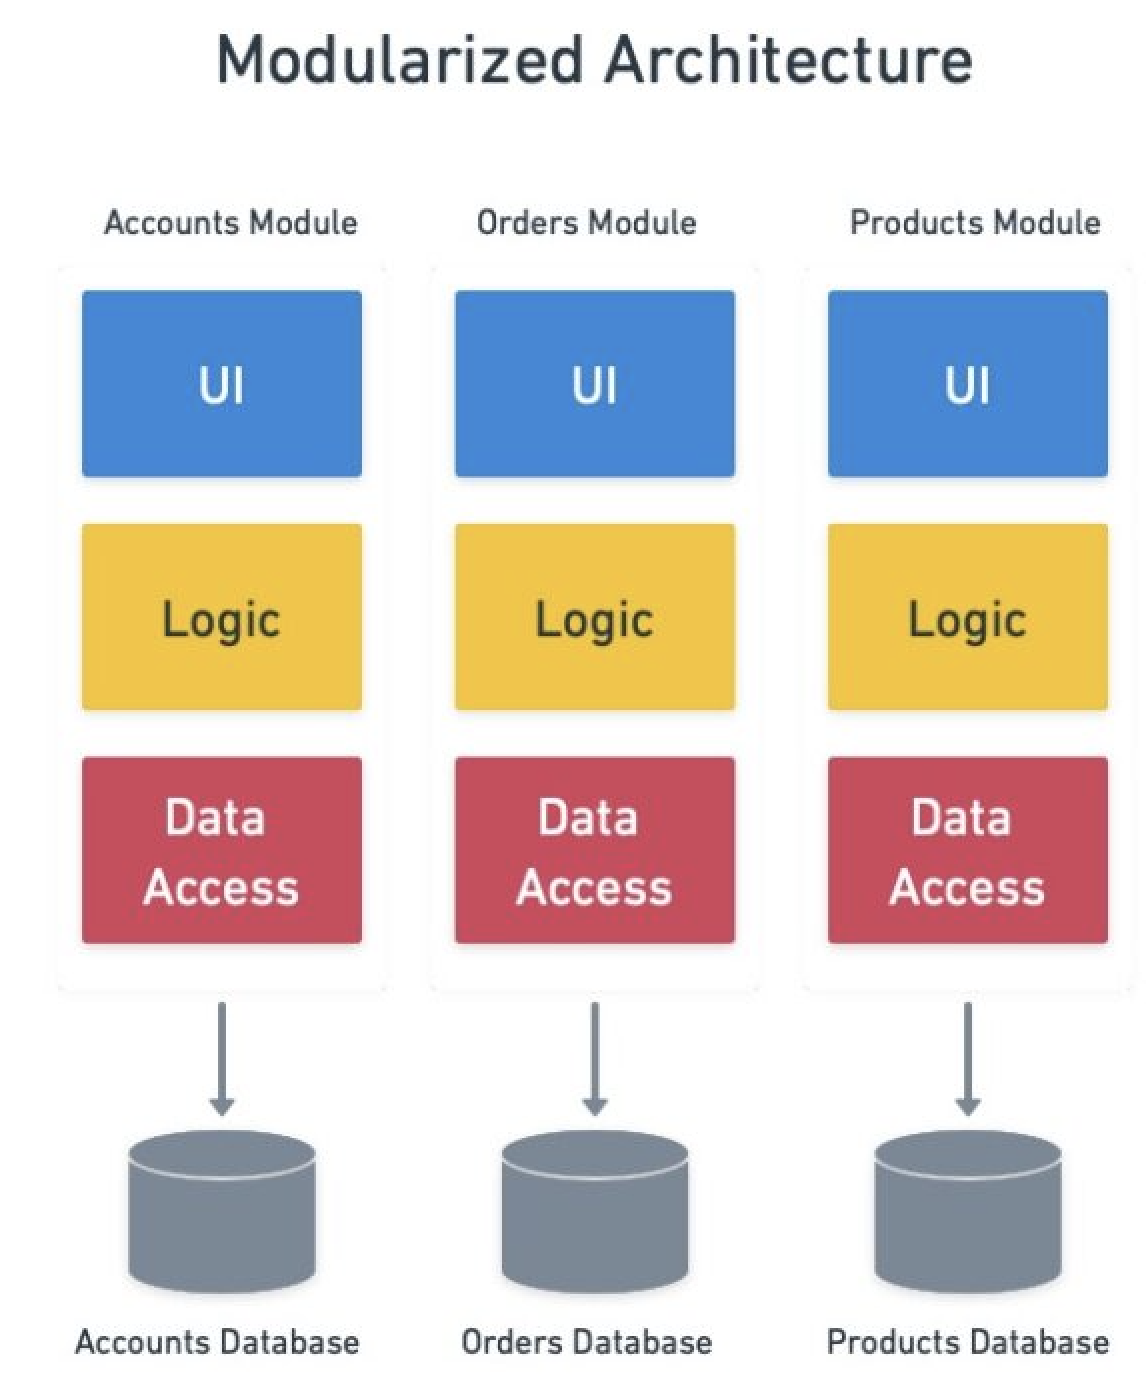 Modularized Architecture
Accounts Module
Orders Module
Products Module
UI
UI
UI
Logic
Logic
Logic
Data
Access
Data
Access
Data
Access
Accounts Database
Orders Database
Products Database